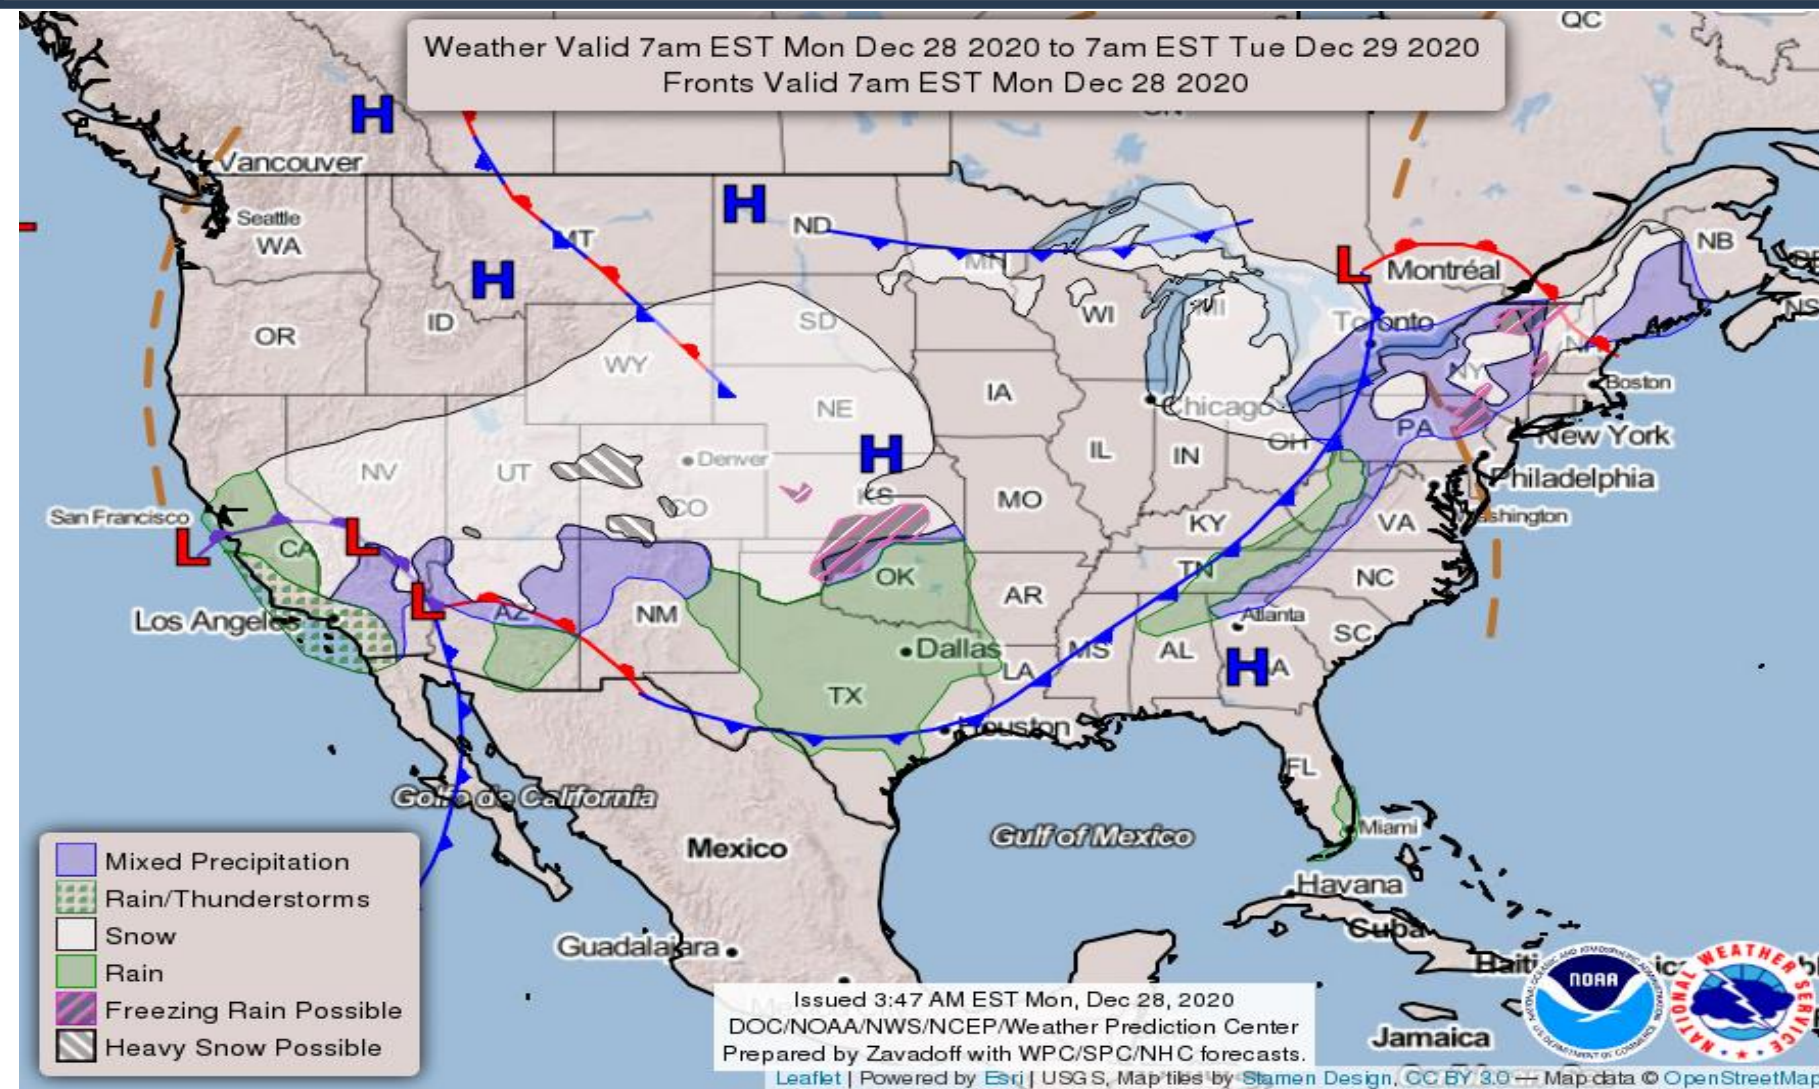 Weather Valid 7am EST Mon Dec 28 2020 to 7am EST Tue Dec 29 2020
Fronts Valid 7am EST Mon Dec 28 2020
QC
H
Vancouver
H
Seattle
WA
MT
ND
MN
NB
H
L
Montréal
OR
ID
SD
WI
MI
Toronto
WY
NY
NE
IA
Chicago
Boston
H
PA
New York
NV
UT
Denver
KS
IL
IN
OH
Philadelphia
CO
MO
KY
VA
San Francisco
L
L
CA
L
AZ
NM
OK
AR
TN
NC
Los Angeles
Atlanta
SC
Dallas
LA
MS
AL
H
TX
Houston
FL
Golfo de California
Mexico
Gulf of Mexico
Miami
Havana
Cuba
Guadalajara
Haiti
Jamaica
Mixed Precipitation
Rain/Thunderstorms
Snow
Rain
Freezing Rain Possible
Heavy Snow Possible
NOAA
NATIONAL WEATHER SERVICE
Issued 3:47 AM EST Mon, Dec 28, 2020
DOC/NOAA/NWS/NCEP/Weather Prediction Center
Prepared by Zavadoff with WPC/SPC/NHC forecasts.
Leaflet | Powered by Esri | USGS, Map tiles by Stamen Design, CC BY 3.0 — Map data © OpenStreetMap